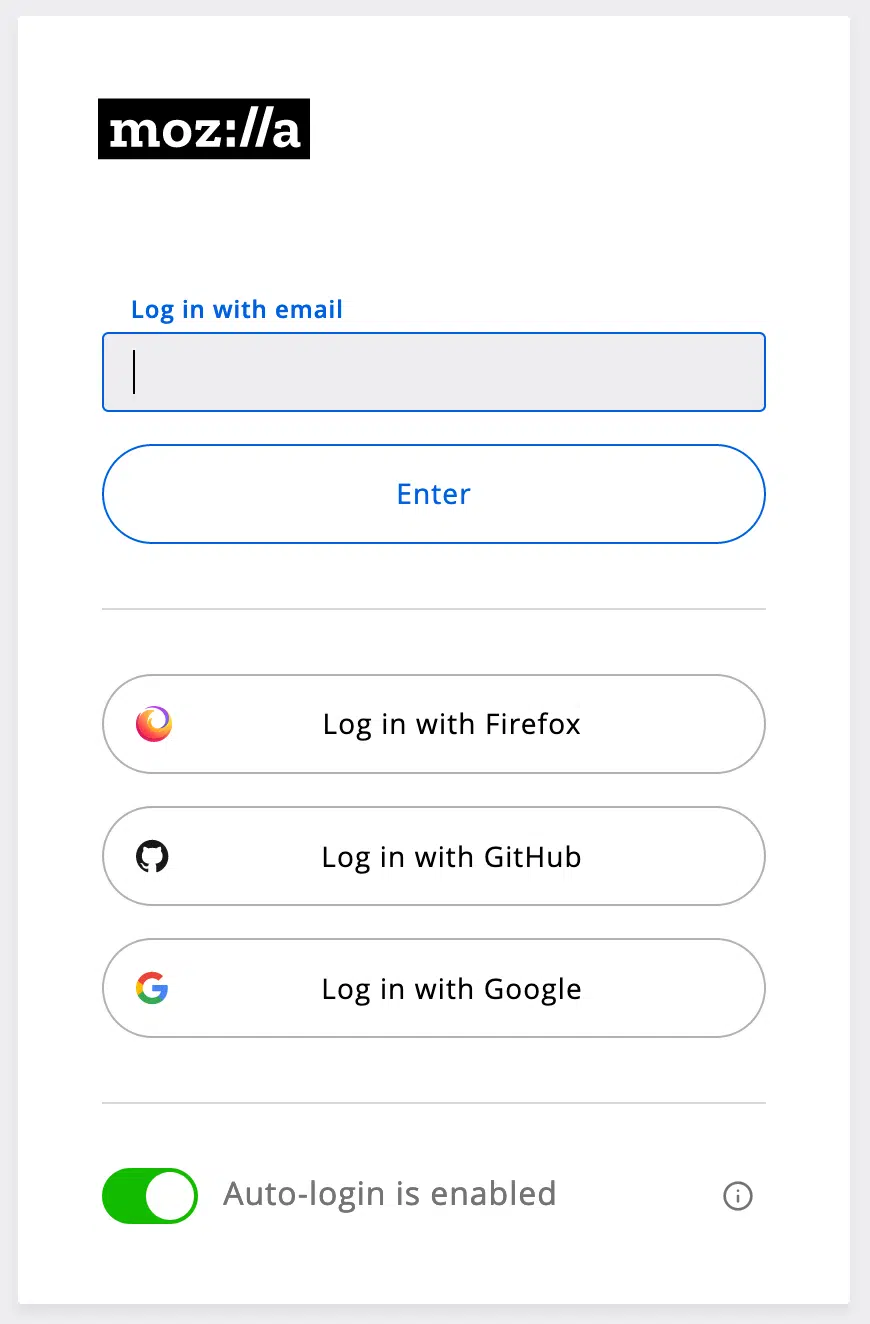 moz://a
Log in with email
Enter
Log in with Firefox
Log in with GitHub
Log in with Google
Auto-login is enabled